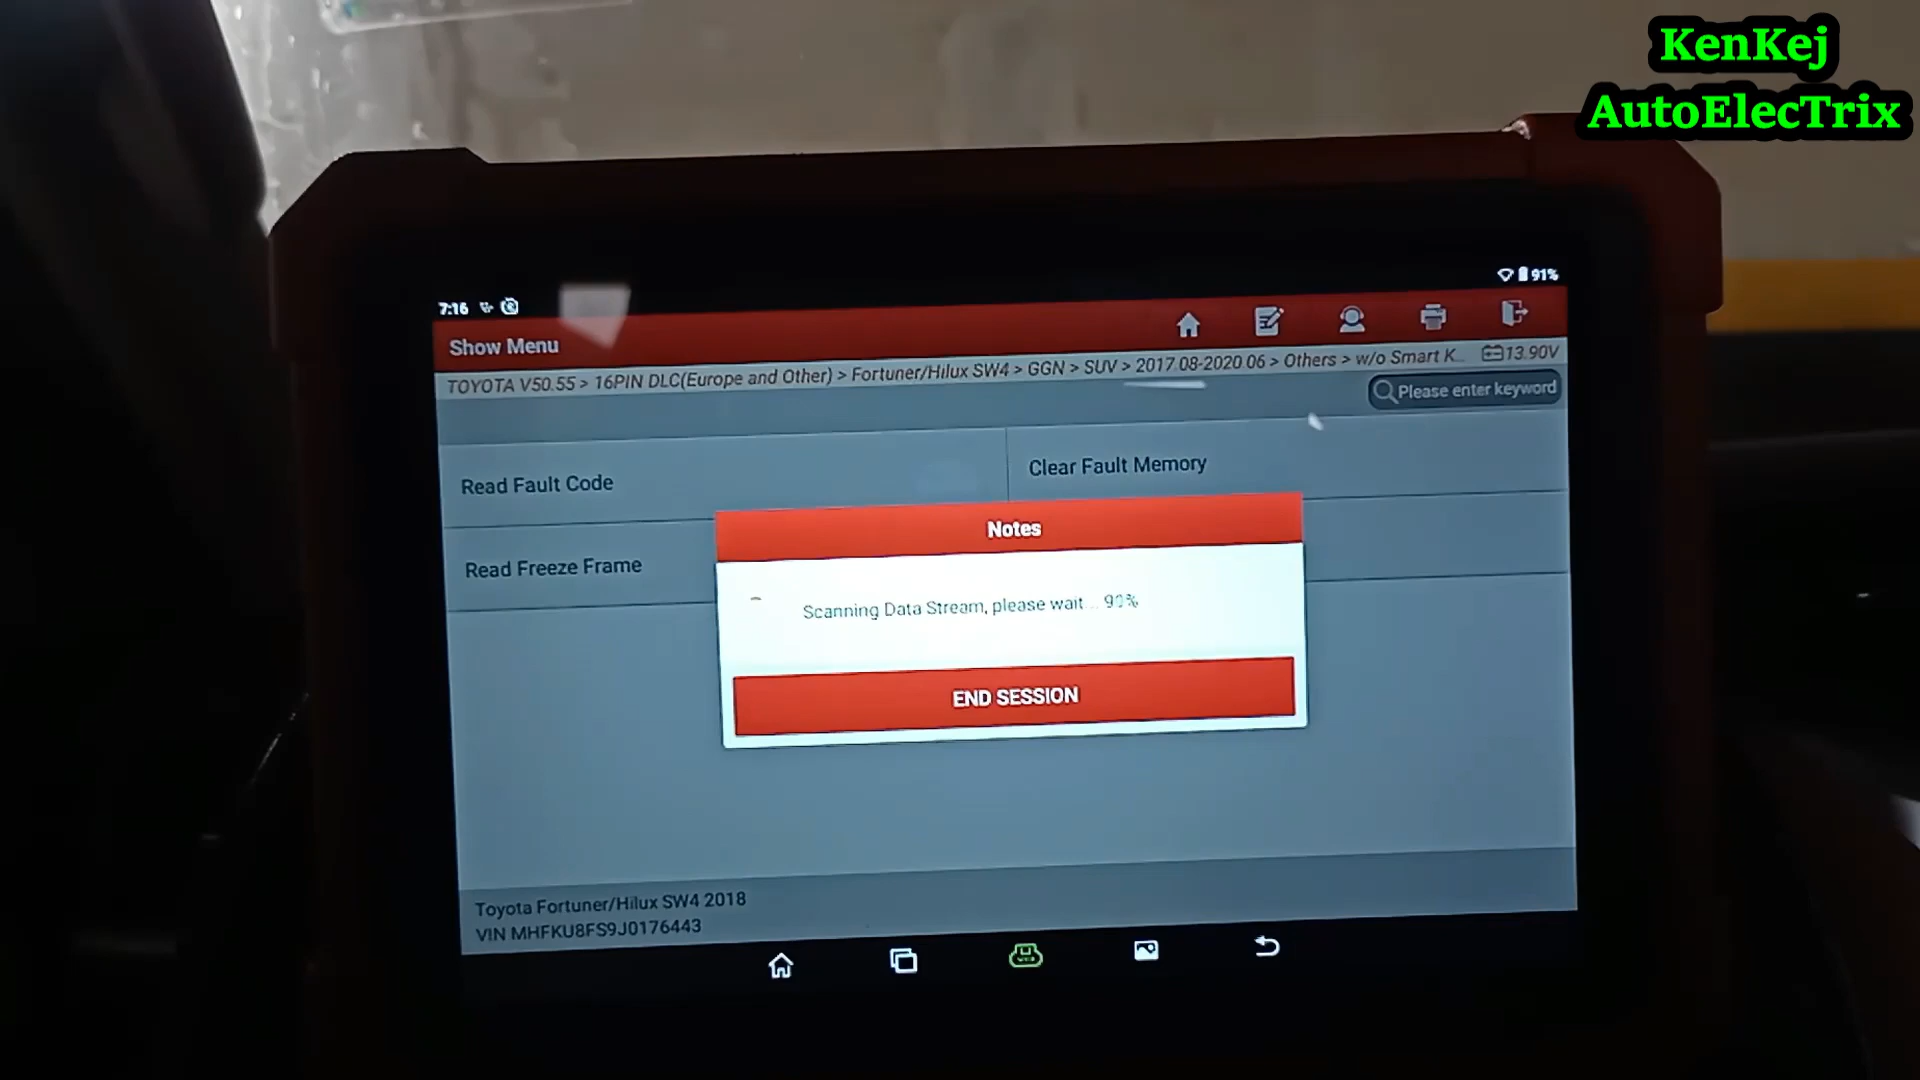 KenKej
AutoElecTrix
7:16
91%
Show Menu
TOYOTA V50.55 > 16PIN DLC(Europe and Other) > Fortuner/Hilux SW4 > GGN > SUV > 2017.08-2020.06 > Others > w/o Smart K...
13.90V
Please enter keyword
Read Fault Code
Clear Fault Memory
Read Freeze Frame
Notes
Scanning Data Stream, please wait...
END SESSION
Toyota Fortuner/Hilux SW4 2018
VIN MHFKU8FS9J0176443